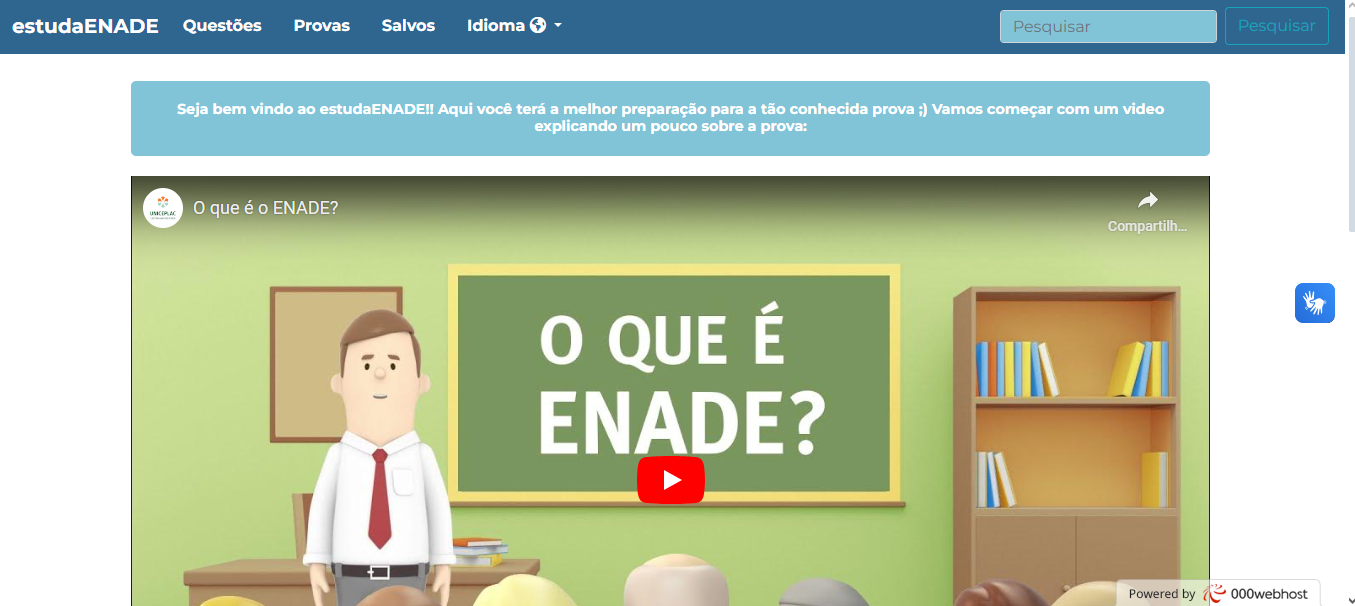 estudaENADE Questões Provas Salvos Idioma Pesquisar Pesquisar
Seja bem vindo ao estudaENADE!! Aqui você terá a melhor preparação para a tão conhecida prova ;) Vamos começar com um video
explicando um pouco sobre a prova:
UNICEPLAC
O que é o ENADE?
Compartilh...
O QUE É
ENADE?
Powered by 000webhost